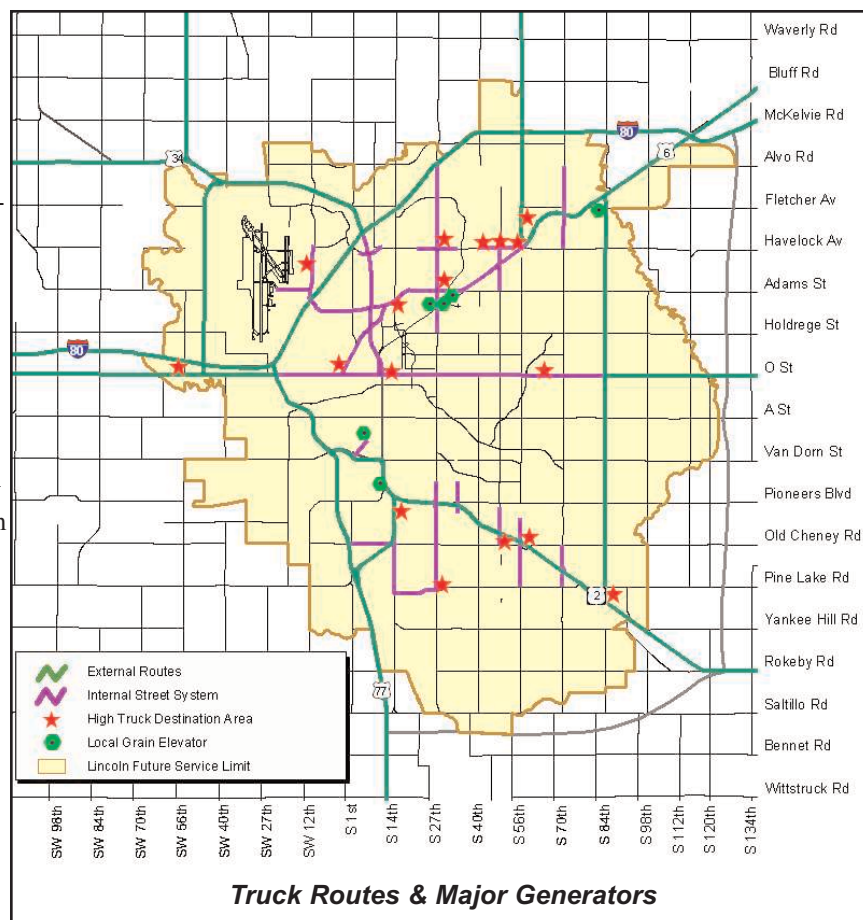 Waverly Rd
Bluff Rd
McKelvie Rd
Alvo Rd
Fletcher Av
Havelock Av
Adams St
Holdrege St
O St
A St
Van Dorn St
Pioneers Blvd
Old Cheney Rd
Pine Lake Rd
Yankee Hill Rd
Rokeby Rd
Saltillo Rd
Bennet Rd
Wittstruck Rd
80
6
34
80
2
77
External Routes
Internal Street System
High Truck Destination Area
Local Grain Elevator
Lincoln Future Service Limit
SW 98th
SW 84th
SW 70th
SW 56th
SW 40th
SW 27th
SW 12th
S 1st
S 14th
S 27th
S 40th
S 56th
S 70th
S 84th
S 98th
S 112th
S 120th
S 134th
Truck Routes & Major Generators